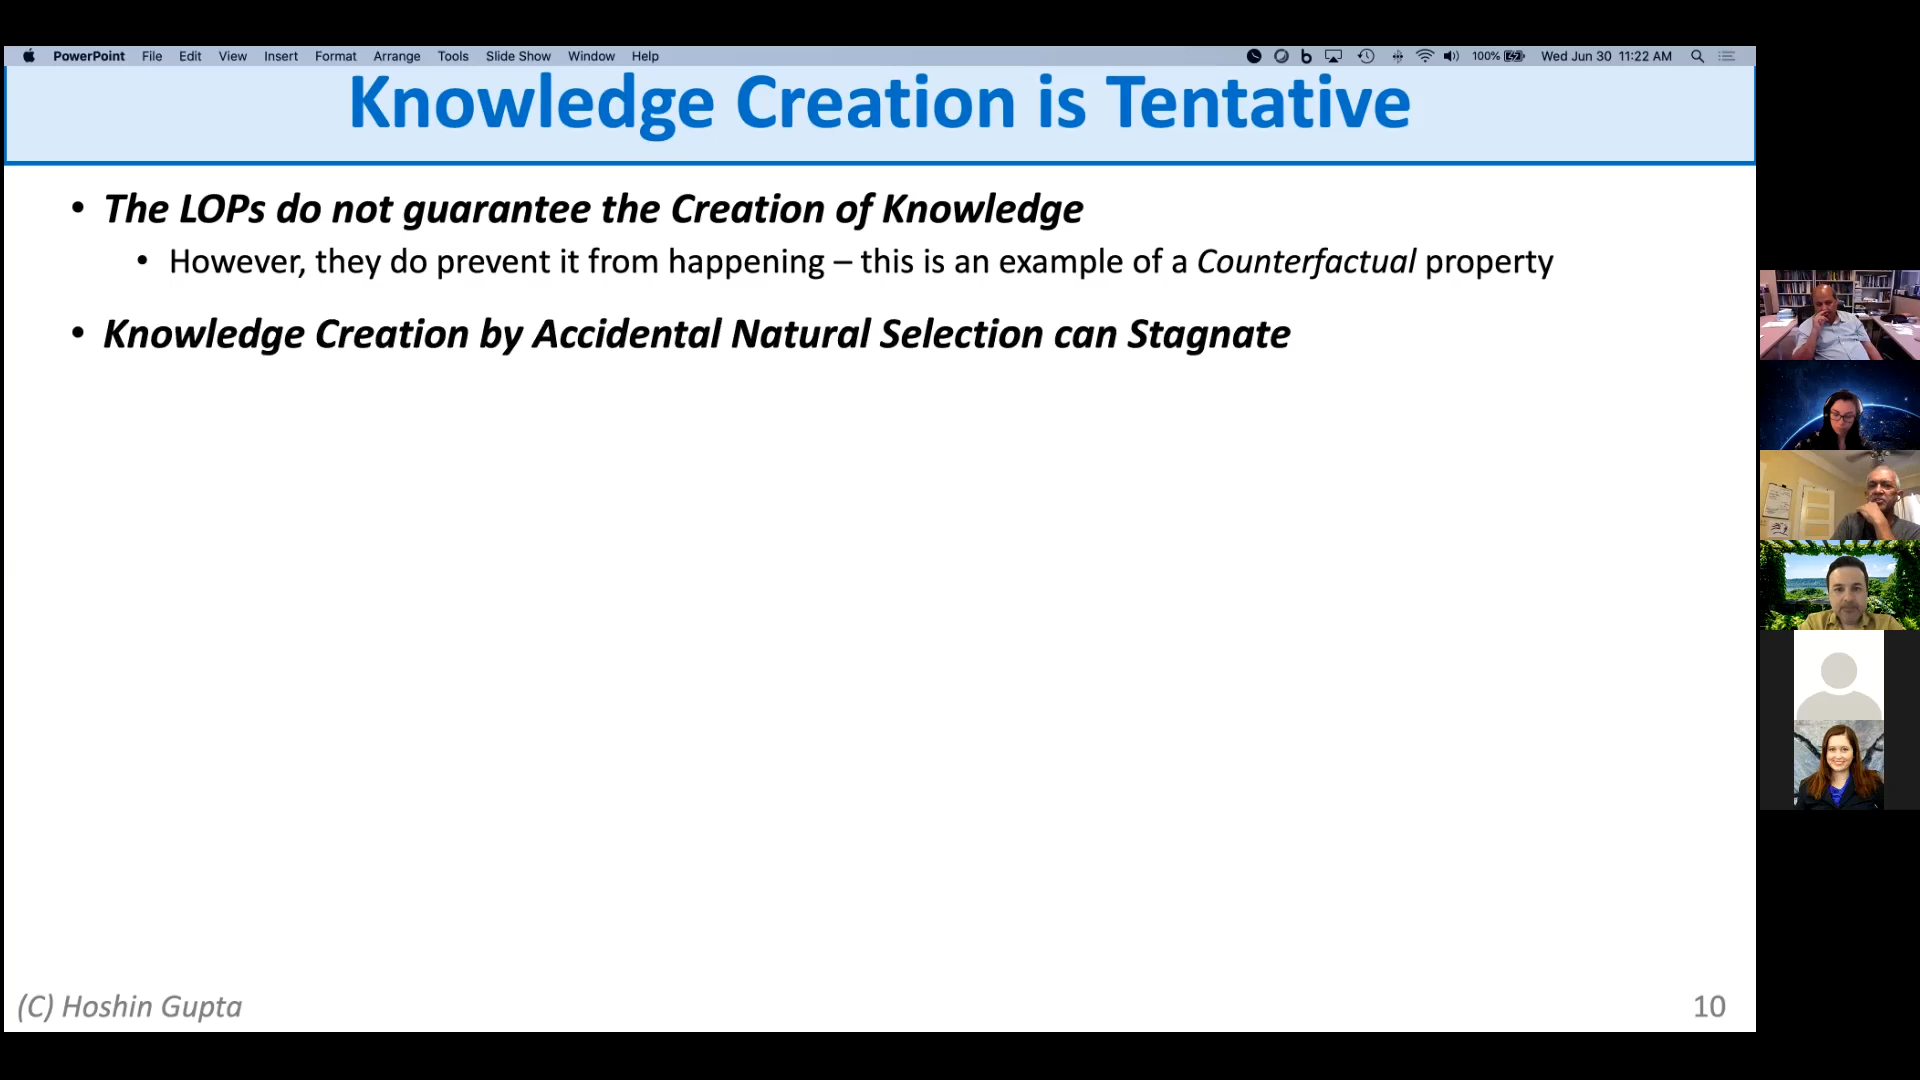 PowerPoint File Edit View Insert Format Arrange Tools Slide Show Window Help 100% Wed Jun 30 11:22 AM
Knowledge Creation is Tentative
• The LOPs do not guarantee the Creation of Knowledge
• However, they do prevent it from happening – this is an example of a Counterfactual property
• Knowledge Creation by Accidental Natural Selection can Stagnate
(C) Hoshin Gupta
10